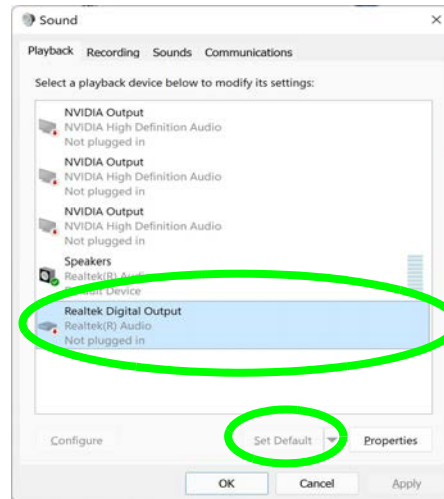 Sound
Playback Recording Sounds Communications
Select a playback device below to modify its settings:
NVIDIA Output
NVIDIA High Definition Audio
Not plugged in
NVIDIA Output
NVIDIA High Definition Audio
Not plugged in
NVIDIA Output
NVIDIA High Definition Audio
Not plugged in
Speakers
Realtek(R) Audio
Default Device
Realtek Digital Output
Realtek(R) Audio
Not plugged in
Configure Set Default Properties
OK Cancel Apply